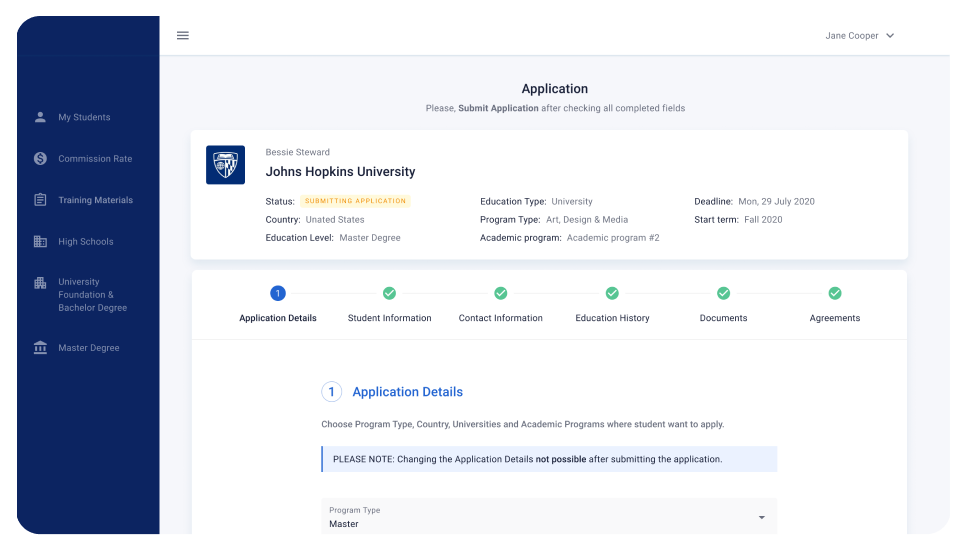 Jane Cooper
My Students
Commission Rate
Training Materials
High Schools
University
Foundation &
Bachelor Degree
Master Degree
Application
Please, Submit Application after checking all completed fields
Bessie Steward
Johns Hopkins University
Status: SUBMITTING APPLICATION
Country: Unated States
Education Level: Master Degree
Education Type: University
Program Type: Art, Design & Media
Academic program: Academic program #2
Deadline: Mon, 29 July 2020
Start term: Fall 2020
1
Application Details
Student Information
Contact Information
Education History
Documents
Agreements
1 Application Details
Choose Program Type, Country, Universities and Academic Programs where student want to apply.
PLEASE NOTE: Changing the Application Details not possible after submitting the application.
Program Type
Master